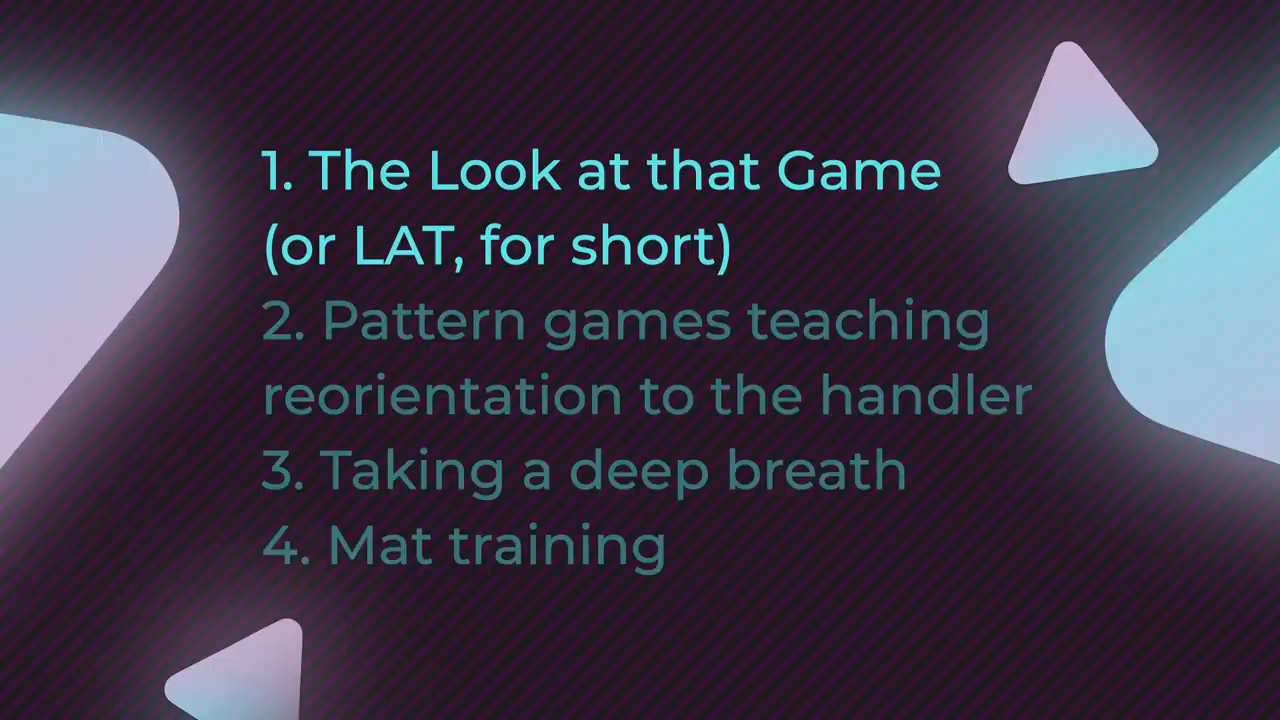 1. The Look at that Game
(or LAT, for short)
2. Pattern games teaching
reorientation to the handler
3. Taking a deep breath
4. Mat training